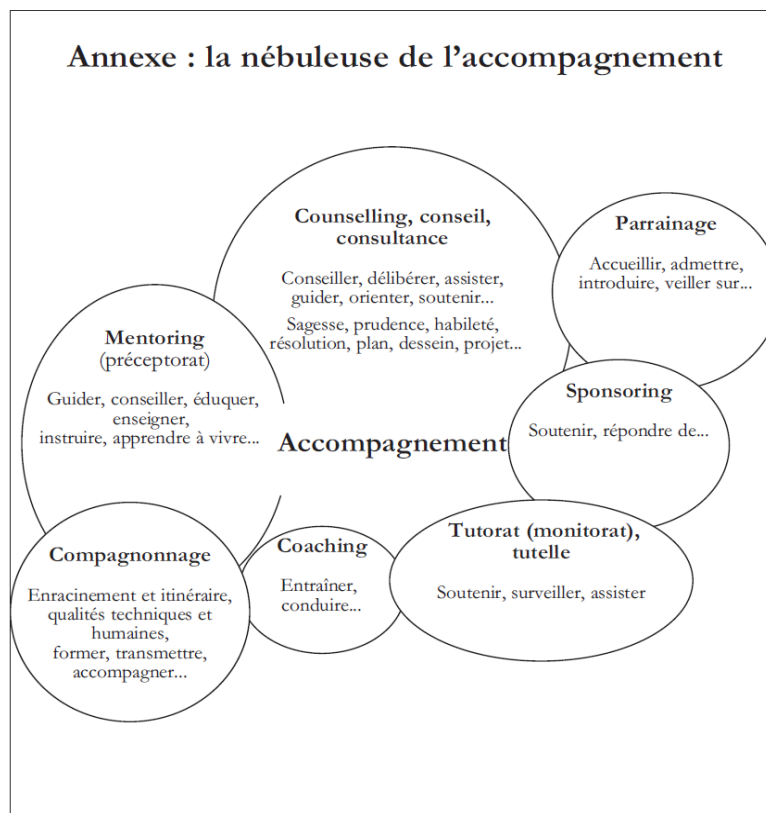 Annexe : la nébuleuse de l'accompagnement
Counselling, conseil,
consultance
Conseiller, délibérer, assister,
guider, orienter, soutenir...
Sagesse, prudence, habileté,
résolution, plan, dessein, projet...
Parrainage
Accueillir, admettre,
introduire, veiller sur...
Mentoring
(préceptorat)
Guider, conseiller, éduquer,
enseigner,
instruire, apprendre à vivre...
Sponsoring
Soutenir, répondre de...
Accompagnement
Compagnonnage
Enracinement et itinéraire,
qualités techniques et
humaines,
former, transmettre,
accompagner...
Coaching
Entraîner,
conduire...
Tutorat (monitorat),
tutelle
Soutenir, surveiller, assister